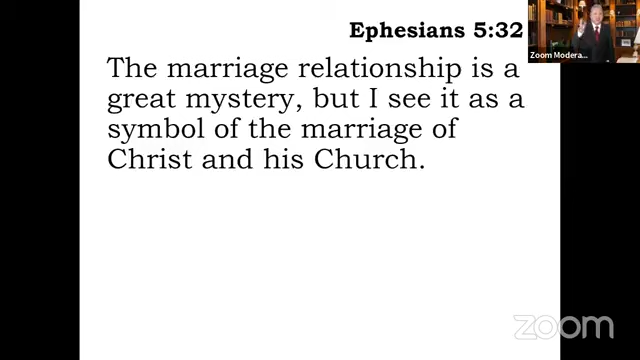 Ephesians 5:32
Zoom Modera...
The marriage relationship is a
great mystery, but I see it as a
symbol of the marriage of
Christ and his Church.
zoom